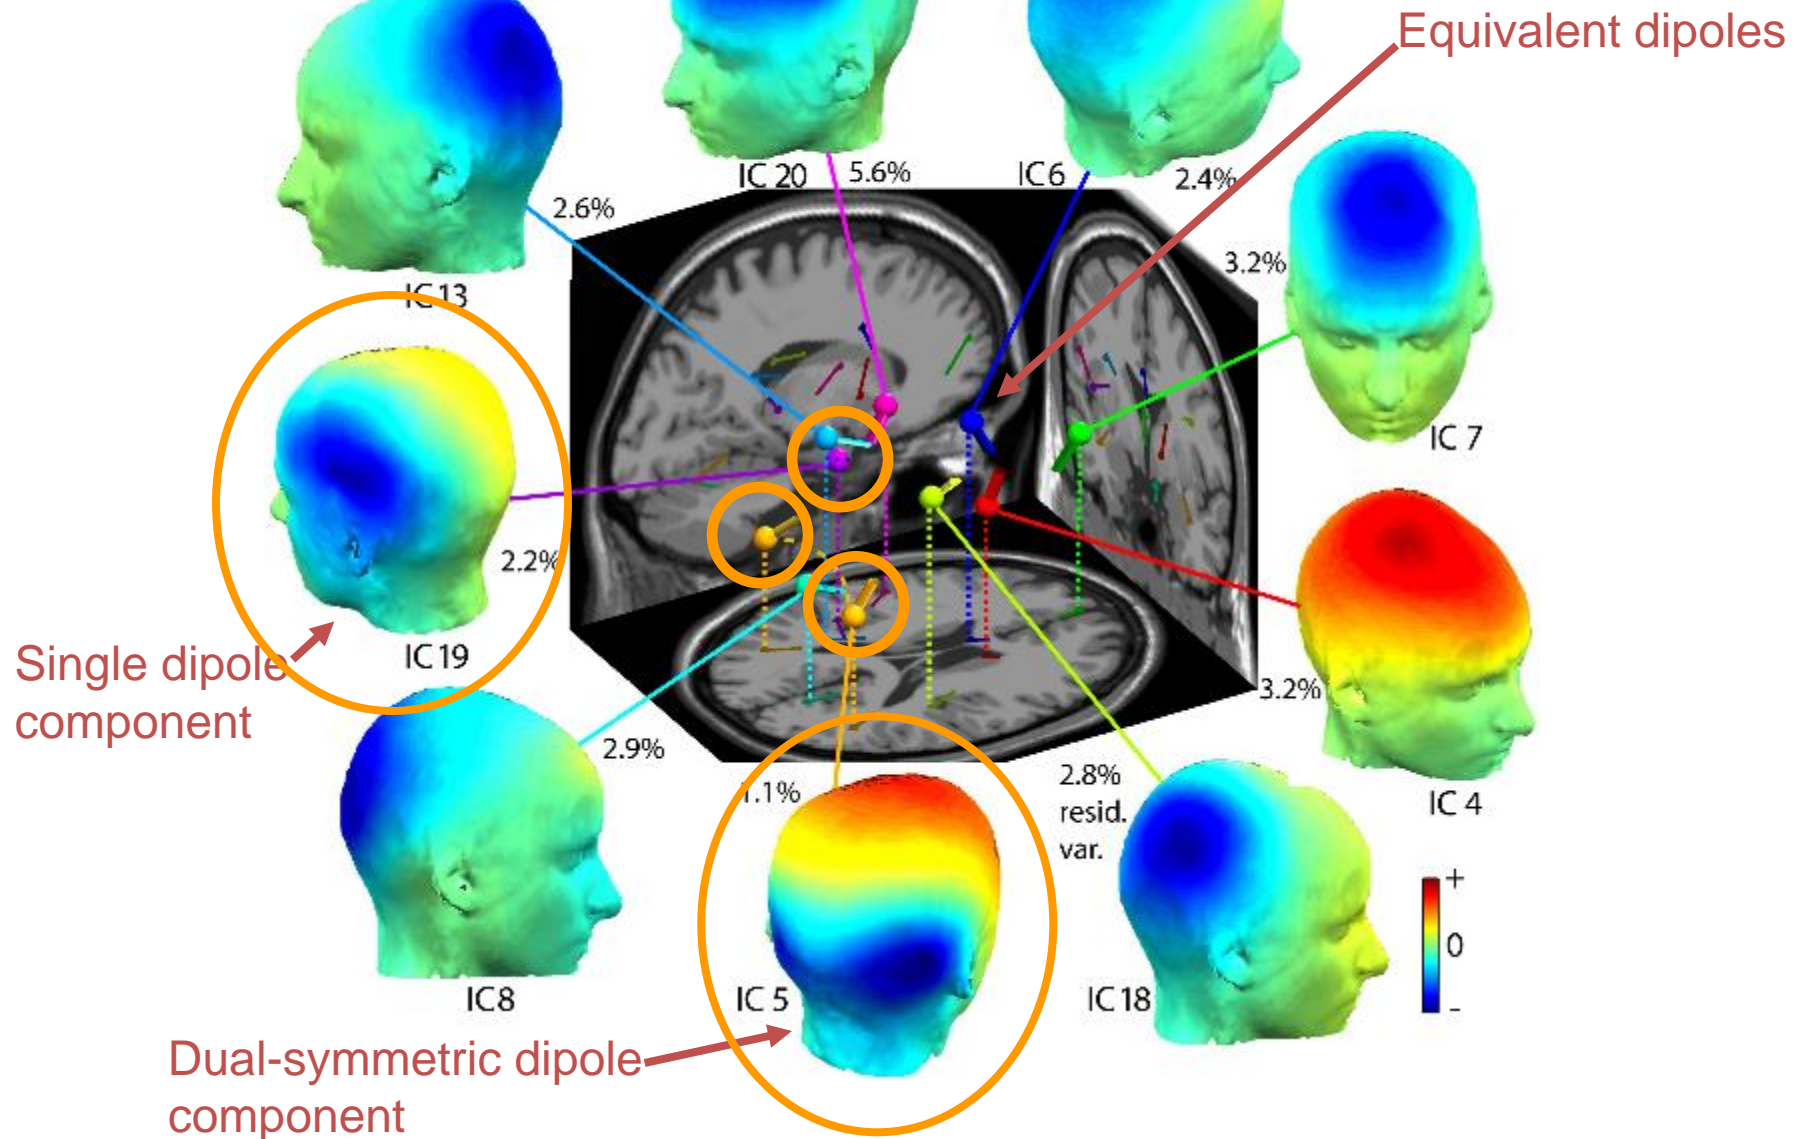 Equivalent dipoles
IC 20
5.6%
IC6
2.4%
2.6%
3.2%
IC 13
IC 7
2.2%
IC 19
Single dipole
component
3.2%
2.9%
1.1%
2.8%
resid.
var.
IC 4
+
0
-
IC8
IC 5
IC 18
Dual-symmetric dipole
component